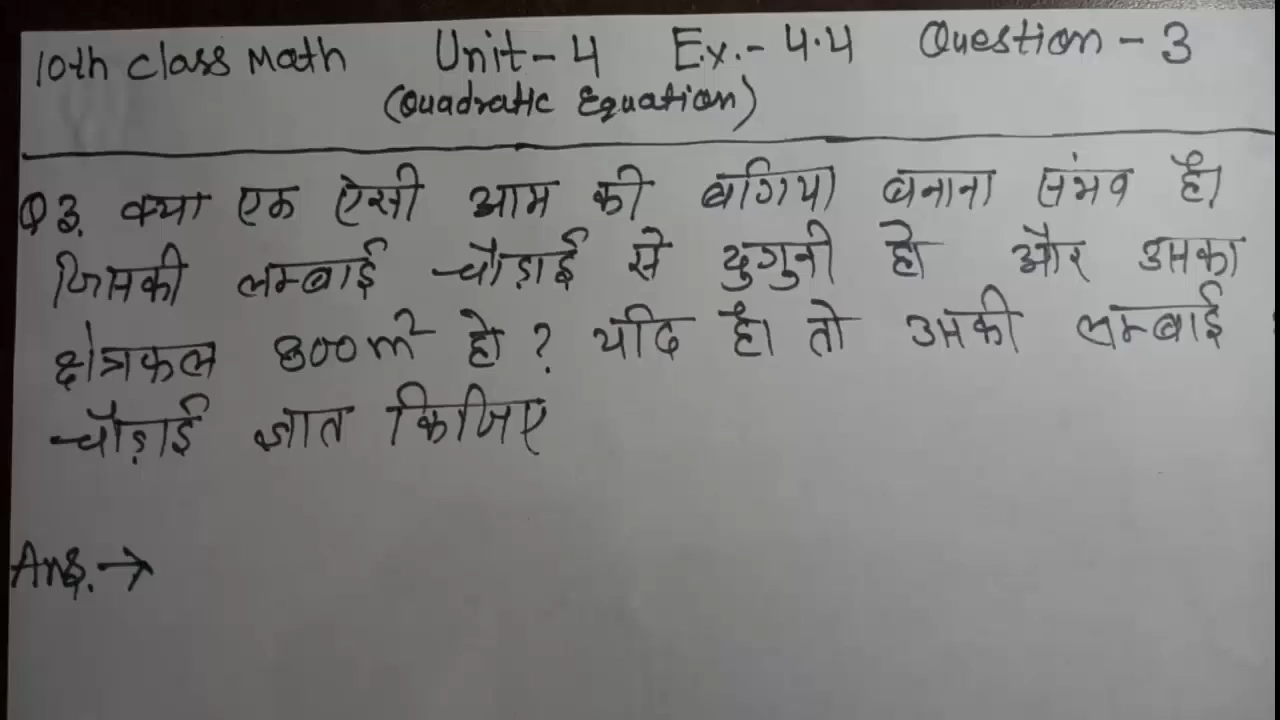 10th class Math Unit-4 Ex.-4.4 Question-3
(Quadratic Equation)
Q3. क्या एक ऐसी आम की बगिया बनाना संभव है।
जिसकी लम्बाई चौड़ाई से दुगुनी हो और उसका
क्षेत्रफल 800m² हो? यदि है। तो उसकी लम्बाई
चौड़ाई ज्ञात किजिए
Ans.→